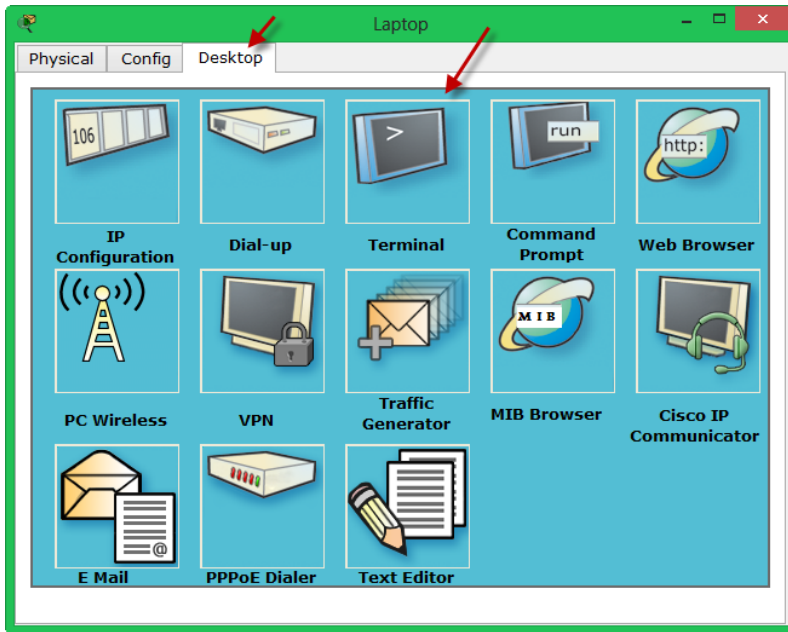 Laptop
Physical
Config
Desktop
106
>
run
http:
IP
Configuration
Dial-up
Terminal
Command
Prompt
Web Browser
MIB
PC Wireless
VPN
Traffic
Generator
MIB Browser
Cisco IP
Communicator
@
E Mail
PPPoE Dialer
Text Editor